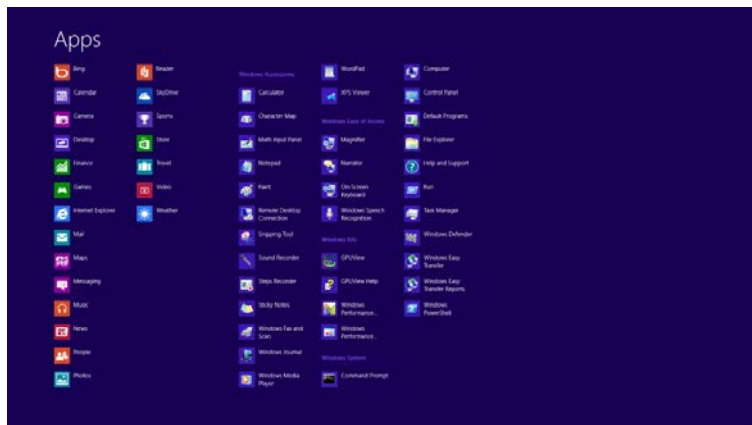 Apps
Bing
Calendar
Camera
Desktop
Finance
Games
Internet Explorer
Mail
Maps
Messaging
Music
News
People
Photos
Reader
SkyDrive
Sports
Store
Travel
Video
Weather
Windows Accessories
Calculator
Character Map
Math Input Panel
Notepad
Paint
Remote Desktop
Connection
Snipping Tool
Sound Recorder
Steps Recorder
Sticky Notes
Windows Fax and
Scan
Windows Journal
Windows Media
Player
WordPad
XPS Viewer
Windows Ease of Access
Magnifier
Narrator
On-Screen
Keyboard
Windows Speech
Recognition
Windows Kits
GPUView
GPUView Help
Windows
Performance...
Windows
Performance...
Windows System
Command Prompt
Computer
Control Panel
Default Programs
File Explorer
Help and Support
Run
Task Manager
Windows Defender
Windows Easy
Transfer
Windows Easy
Transfer Reports
Windows
PowerShell